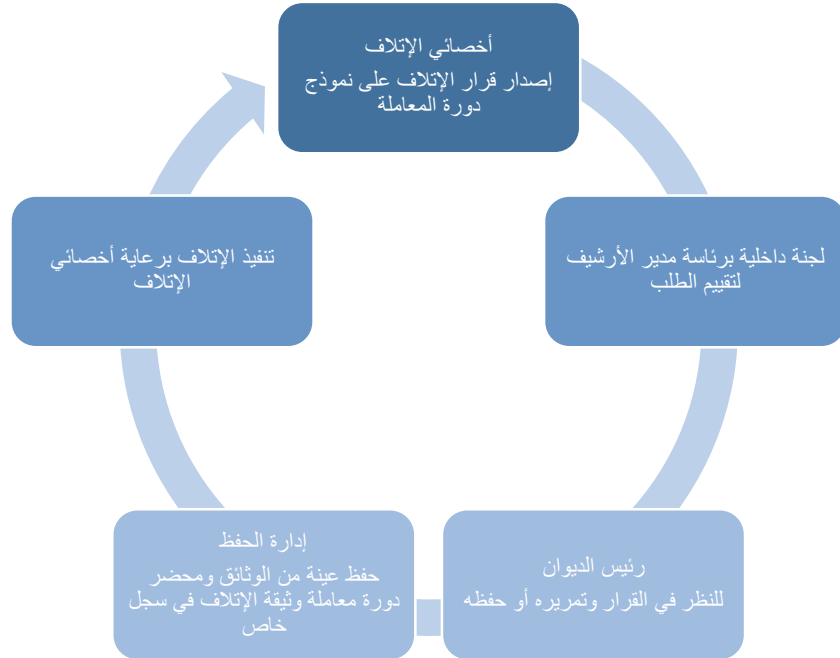 أخصائي الإتلاف
إصدار قرار الإتلاف على نموذج
دورة المعاملة
لجنة داخلية برئاسة مدير الأرشيف
لتقييم الطلب
رئيس الديوان
للنظر في القرار وتمريره أو حفظه
إدارة الحفظ
حفظ عينة من الوثائق ومحضر
دورة معاملة وثيقة الإتلاف في سجل
خاص
تنفيذ الإتلاف برعاية أخصائي
الإتلاف